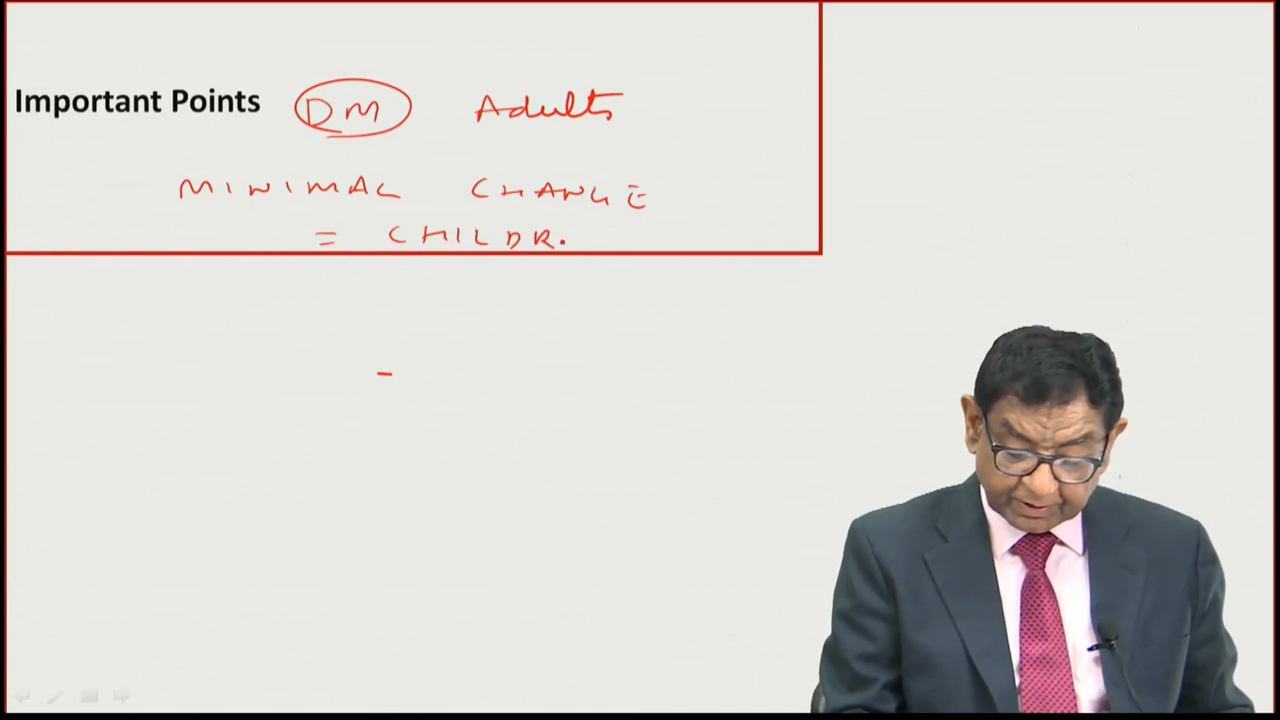 Important Points DM Adults
MINIMAL CHANGE
= CHILDR.
-